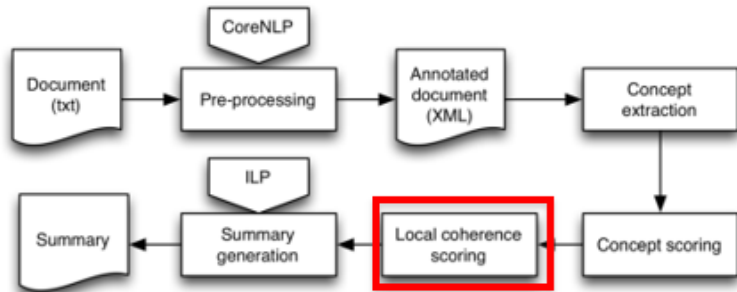 CoreNLP
Document
(txt)
Pre-processing
Annotated
document
(XML)
Concept
extraction
ILP
Summary
Summary
generation
Local coherence
scoring
Concept scoring